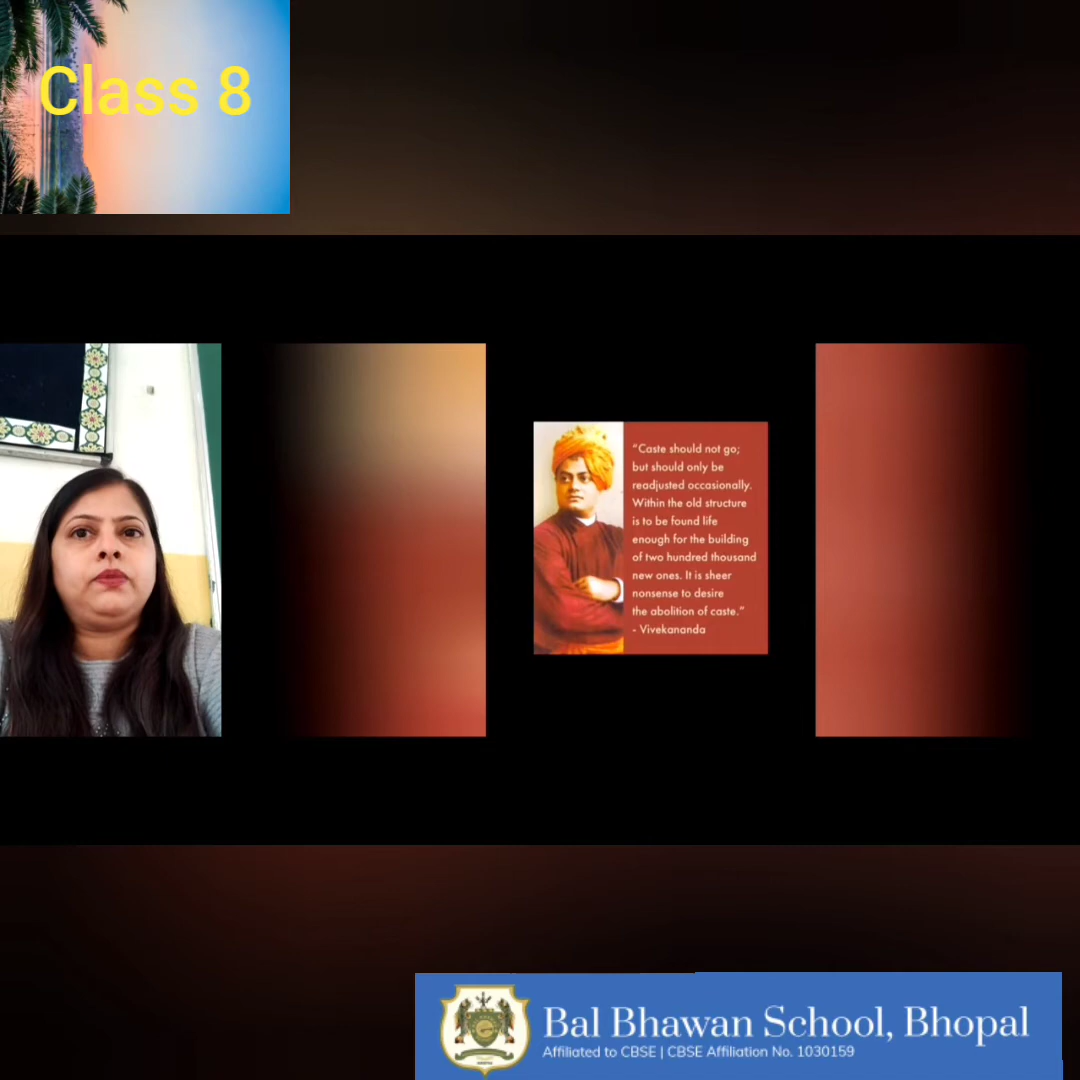 Class 8
“Caste should not go;
but should only be
readjusted occasionally.
Within the old structure
is to be found life
enough for the building
of two hundred thousand
new ones. It is sheer
nonsense to desire
the abolition of caste.”
- Vivekananda
Bal Bhawan School, Bhopal
Affiliated to CBSE | CBSE Affiliation No. 1030159